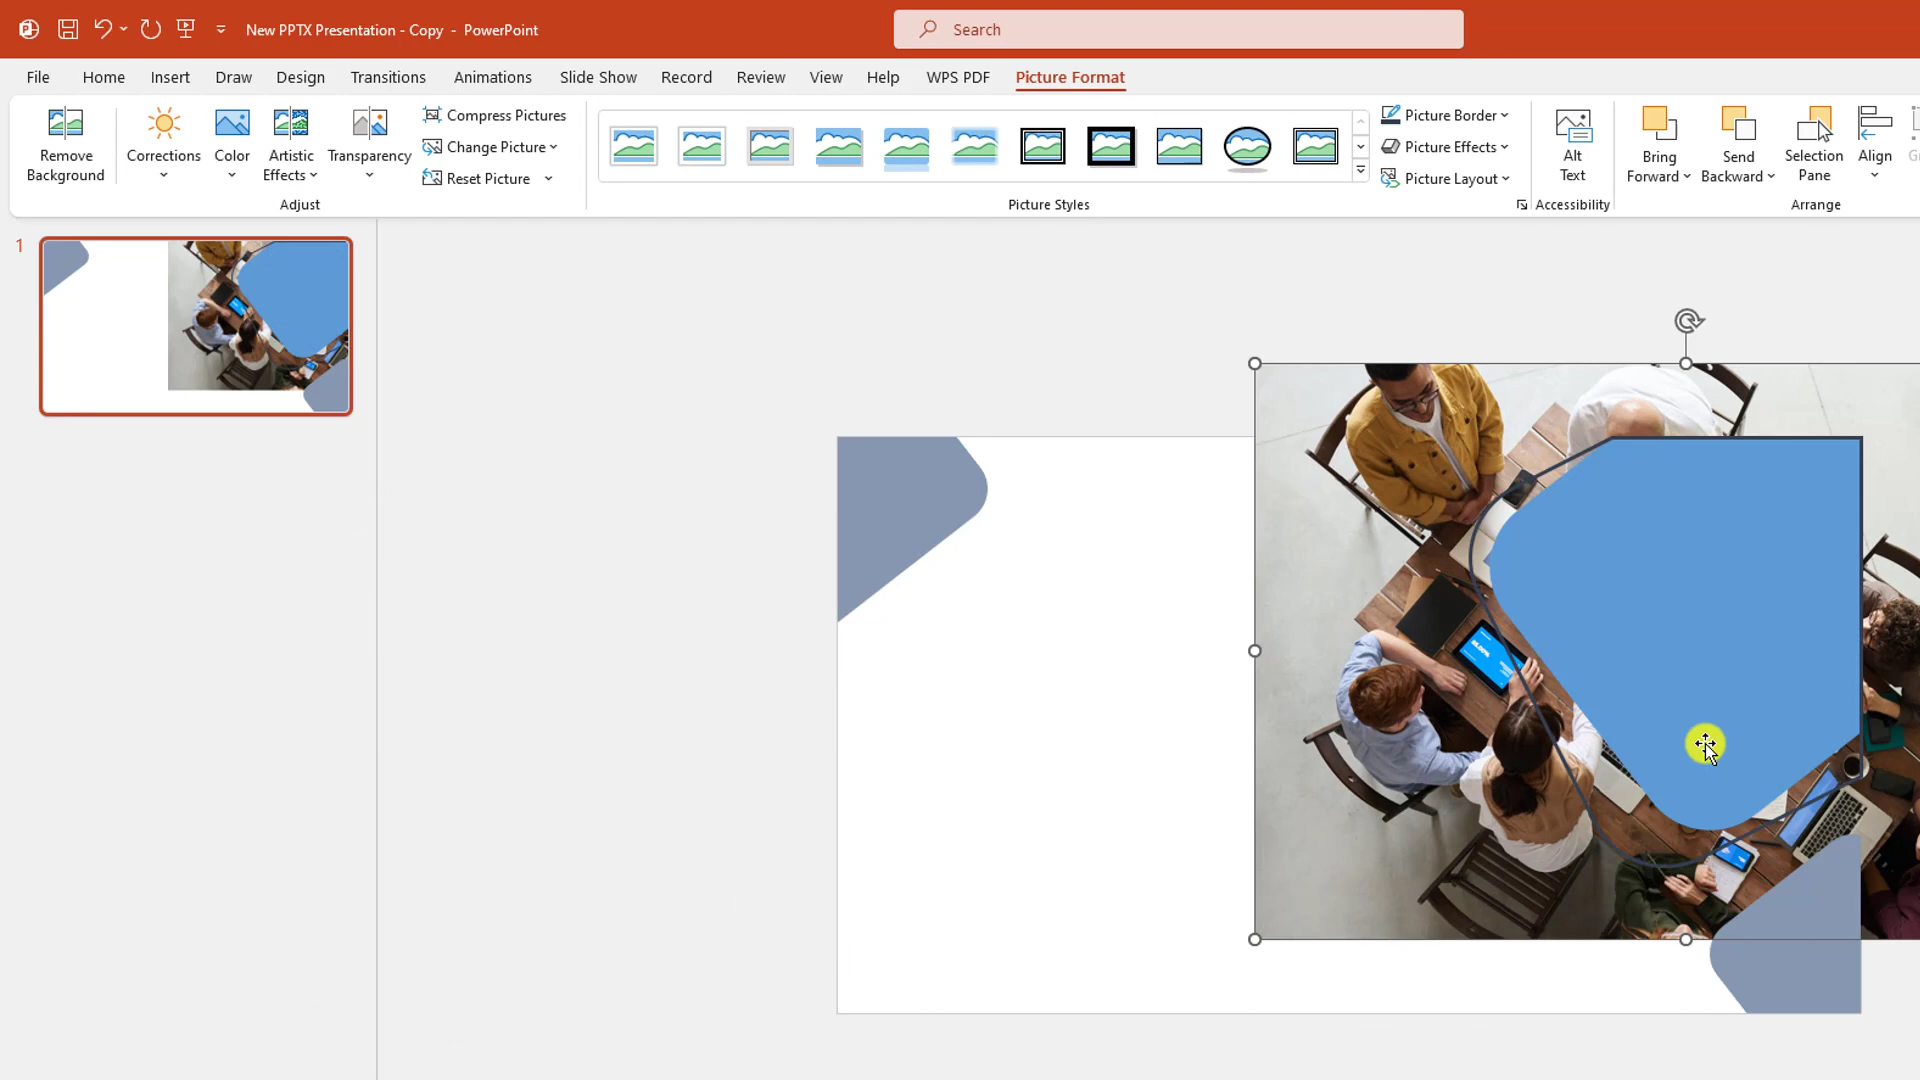 New PPTX Presentation - Copy - PowerPoint
Search
File Home Insert Draw Design Transitions Animations Slide Show Record Review View Help WPS PDF Picture Format
Remove Background
Corrections
Color
Artistic Effects
Transparency
Compress Pictures
Change Picture
Reset Picture
Adjust
Picture Styles
Picture Border
Picture Effects
Picture Layout
Alt Text
Accessibility
Bring Forward
Send Backward
Selection Pane
Align
Arrange
1